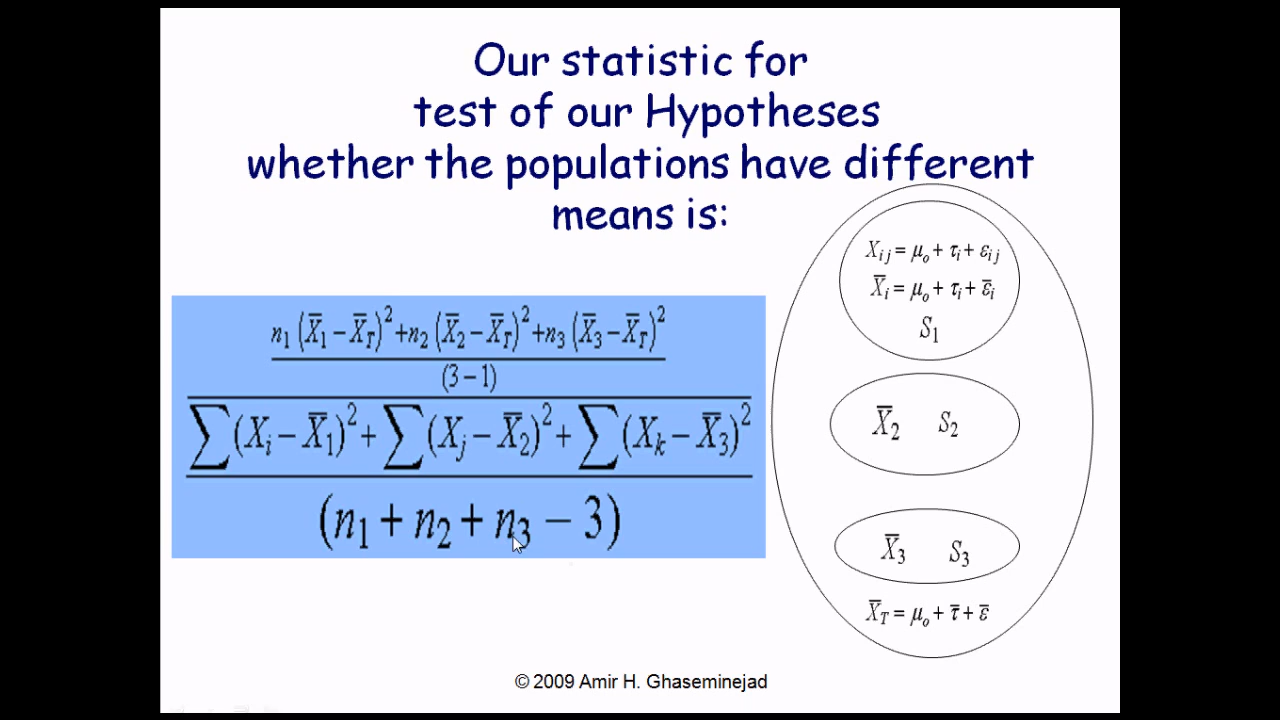 Our statistic for
test of our Hypotheses
whether the populations have different
means is:
n₁(X̄₁−X̄_T)²+n₂(X̄₂−X̄_T)²+n₃(X̄₃−X̄_T)²
(3−1)
∑(Xᵢ−X̄₁)²+∑(Xⱼ−X̄₂)²+∑(Xₖ−X̄₃)²
(n₁+n₂+n₃−3)
Xᵢⱼ=μₒ+τᵢ+εᵢⱼ
X̄ᵢ=μₒ+τᵢ+ε̄ᵢ
S₁
X̄₂ S₂
X̄₃ S₃
X̄_T=μₒ+τ̄+ε̄
© 2009 Amir H. Ghaseminejad